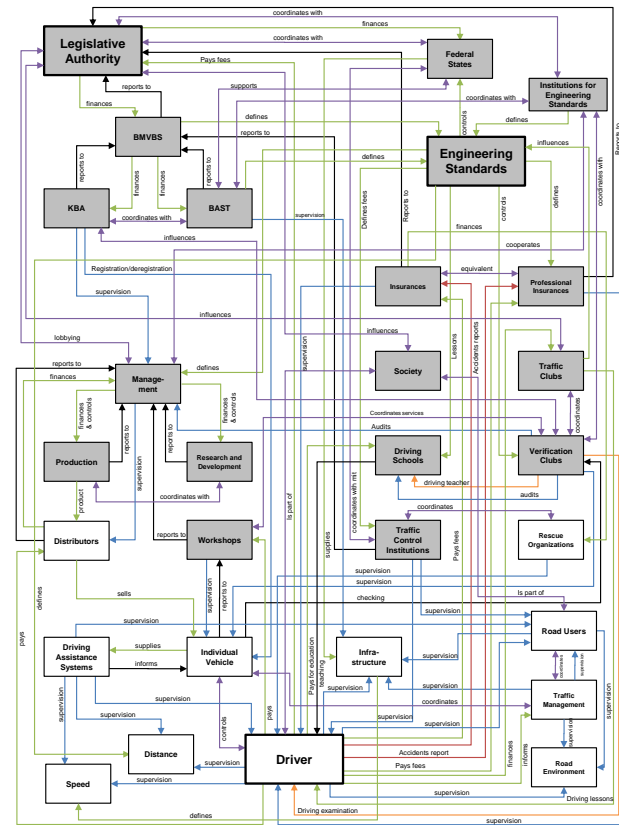 coordinates with
finances
Legislative
Authority
coordinates with
Pays fees
Federal
States
supports
coordinates with
Institutions for
Engineering
Standards
reports to
finances
BMVBS
defines
reports to
controls
defines
Engineering
Standards
influences
coordinates with
Reports to
reports to
finances
finances
reports to
defines
KBA
coordinates with
BAST
supervision
Defines fees
Reports to
controls
defines
finances
influences
cooperates
Registration/deregistration
supervision
Insurances
equivalent
Professional
Insurances
influences
lobbying
supervision
influences
Lessons
Accidents reports
reports to
finances
Manage-
ment
defines
Society
Traffic
Clubs
finances
& controls
reports to
supervision
reports to
finances
& controls
Coordinates services
Audits
coordinates
Production
Research and
Development
Driving
Schools
Verification
Clubs
driving teacher
audits
coordinates with
product
Is part of
supplies
coordinates with mt
Pays fees
Distributors
reports to
Workshops
Traffic
Control
Institutions
coordinates
Rescue
Organizations
supervision
supervision
checking
defines
sells
supervision
reports to
Is part of
pays
supervision
supervision
Driving
Assistance
Systems
supplies
informs
Individual
Vehicle
Pays for education
teaching
Infra-
structure
supervision
Road Users
coordinates
supervision
supervision
supervision
supervision
supervision
supervision
coordinates
Traffic
Management
controls
pays
supervision
supervision
supervision
Distance
supervision
Driver
Accidents report
Pays fees
finances
informs
Road
Environment
Speed
supervision
supervision
Driving lessons
defines
Driving examination
supervision